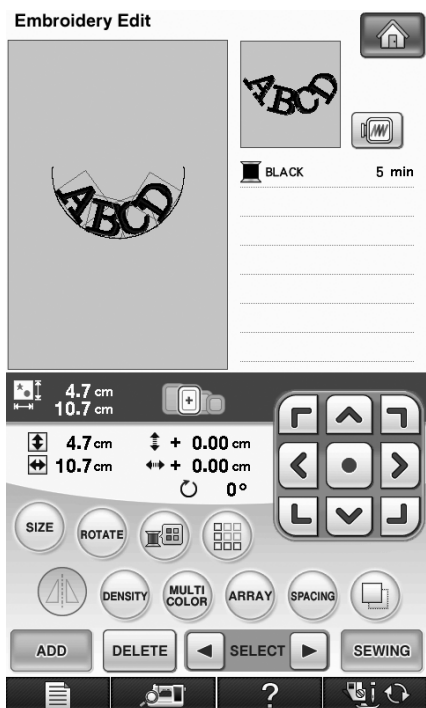 Embroidery Edit
ABCD
ABCD
BLACK 5 min
4.7 cm
10.7 cm
4.7 cm + 0.00 cm
10.7 cm + 0.00 cm
0°
SIZE
ROTATE
DENSITY
MULTI COLOR
ARRAY
SPACING
ADD DELETE SELECT SEWING
?